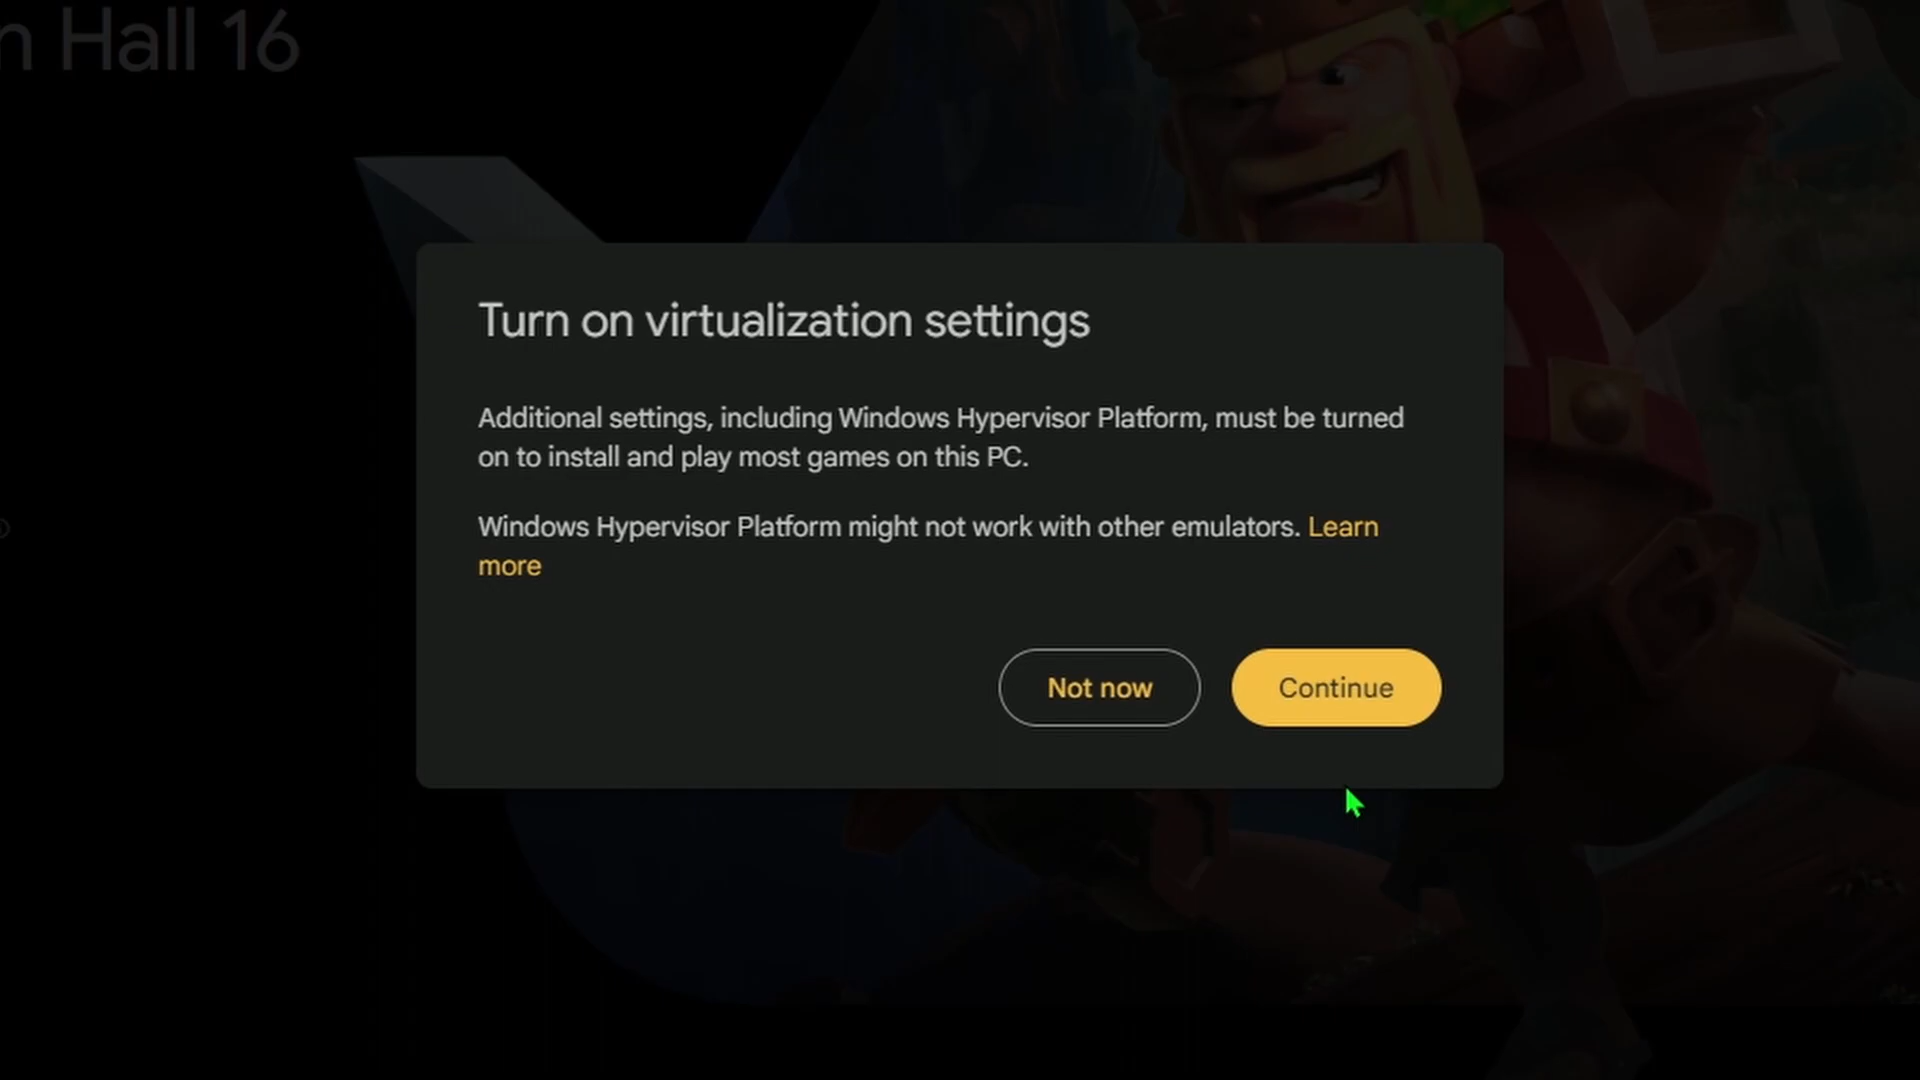 n Hall 16
Turn on virtualization settings
Additional settings, including Windows Hypervisor Platform, must be turned
on to install and play most games on this PC.
Windows Hypervisor Platform might not work with other emulators. Learn
more
Not now
Continue